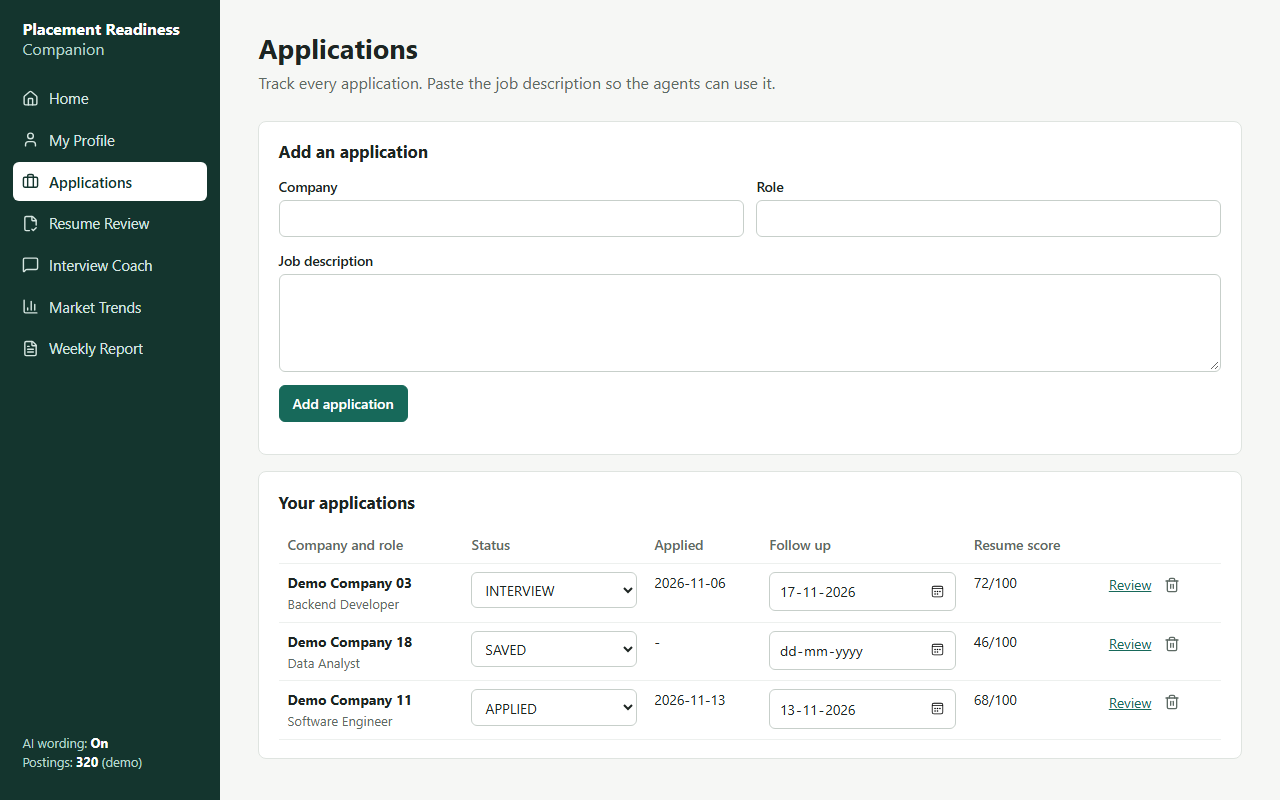 Placement Readiness
Companion
Home
My Profile
Applications
Resume Review
Interview Coach
Market Trends
Weekly Report
AI wording: On
Postings: 320 (demo)
Applications
Track every application. Paste the job description so the agents can use it.
Add an application
Company Role
Job description
Add application
Your applications
Company and role Status Applied Follow up Resume score
Demo Company 03 INTERVIEW 2026-11-06 17-11-2026 72/100 Review
Backend Developer
Demo Company 18 SAVED - dd-mm-yyyy 46/100 Review
Data Analyst
Demo Company 11 APPLIED 2026-11-13 13-11-2026 68/100 Review
Software Engineer